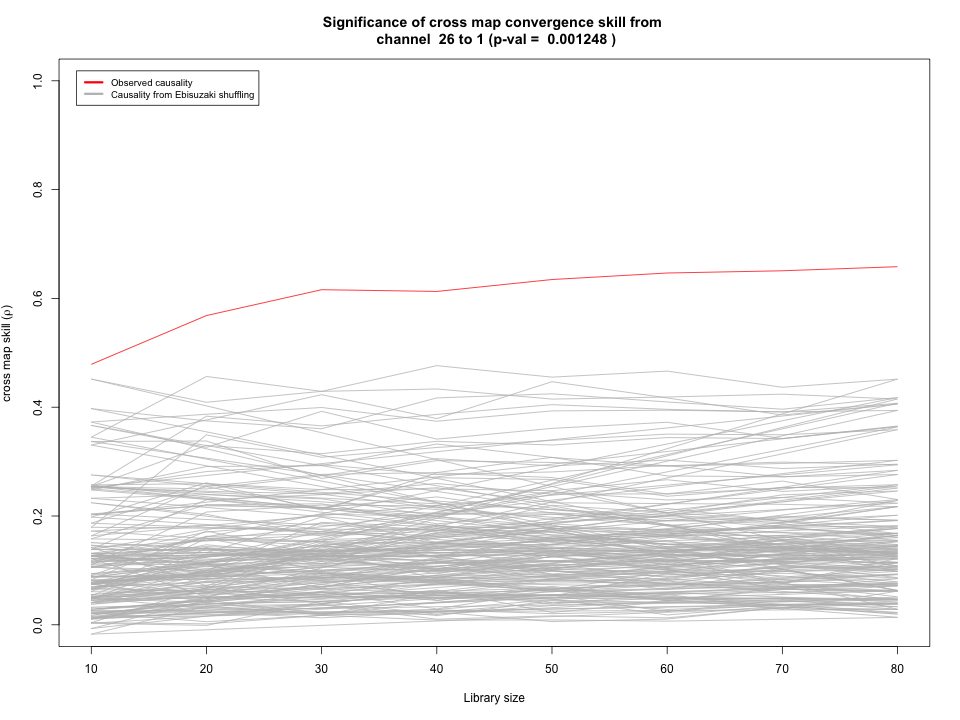 Significance of cross map convergence skill from
channel  26 to 1 (p-val =  0.001248 )
Observed causality
Causality from Ebisuzaki shuffling
cross map skill (ρ)
1.0
0.8
0.6
0.4
0.2
0.0
10 20 30 40 50 60 70 80
Library size